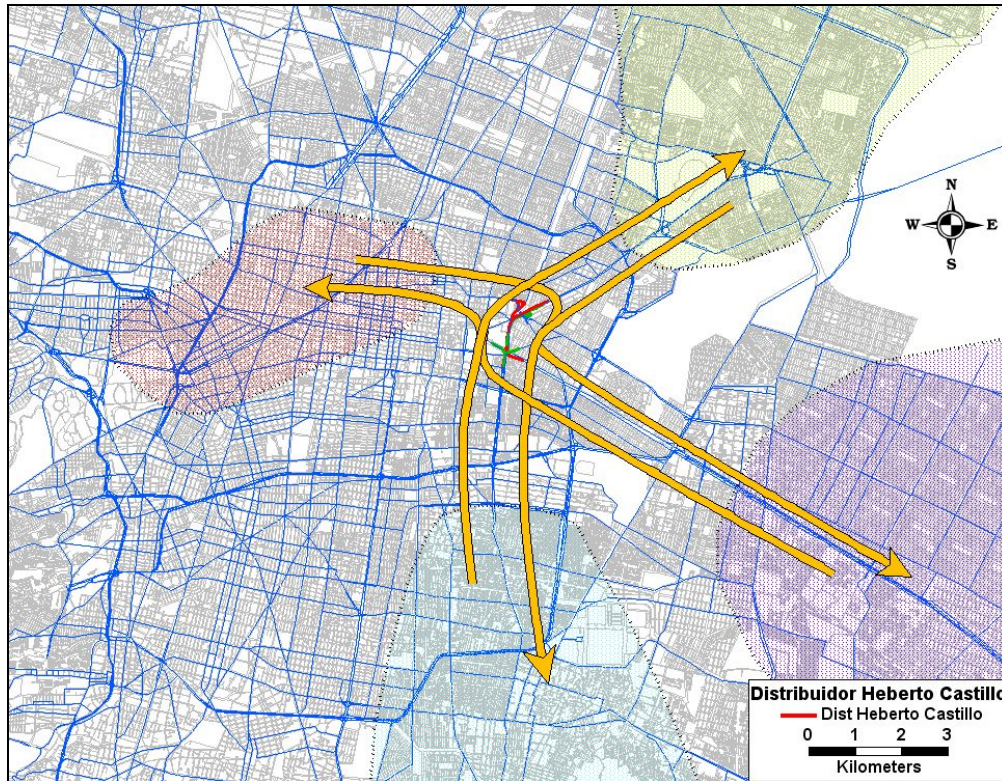 N
W E
S
Distribuidor Heberto Castillo
Dist Heberto Castillo
0 1 2 3
Kilometers